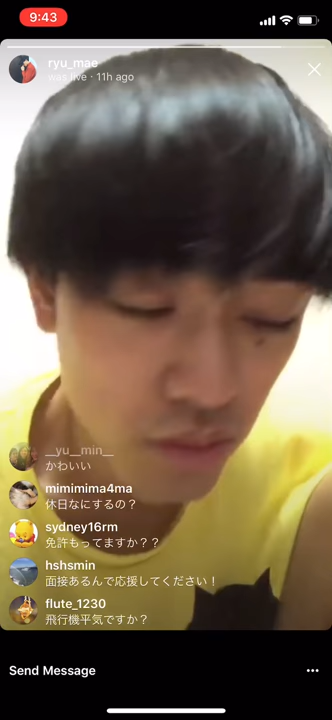 9:43
ryu_mae
was live · 11h ago
__yu__min__
かわいい
mimimima4ma
休日なにするの？
sydney16rm
免許もってますか？？
hshsmin
面接あるんで応援してください！
flute_1230
飛行機平気ですか？
Send Message